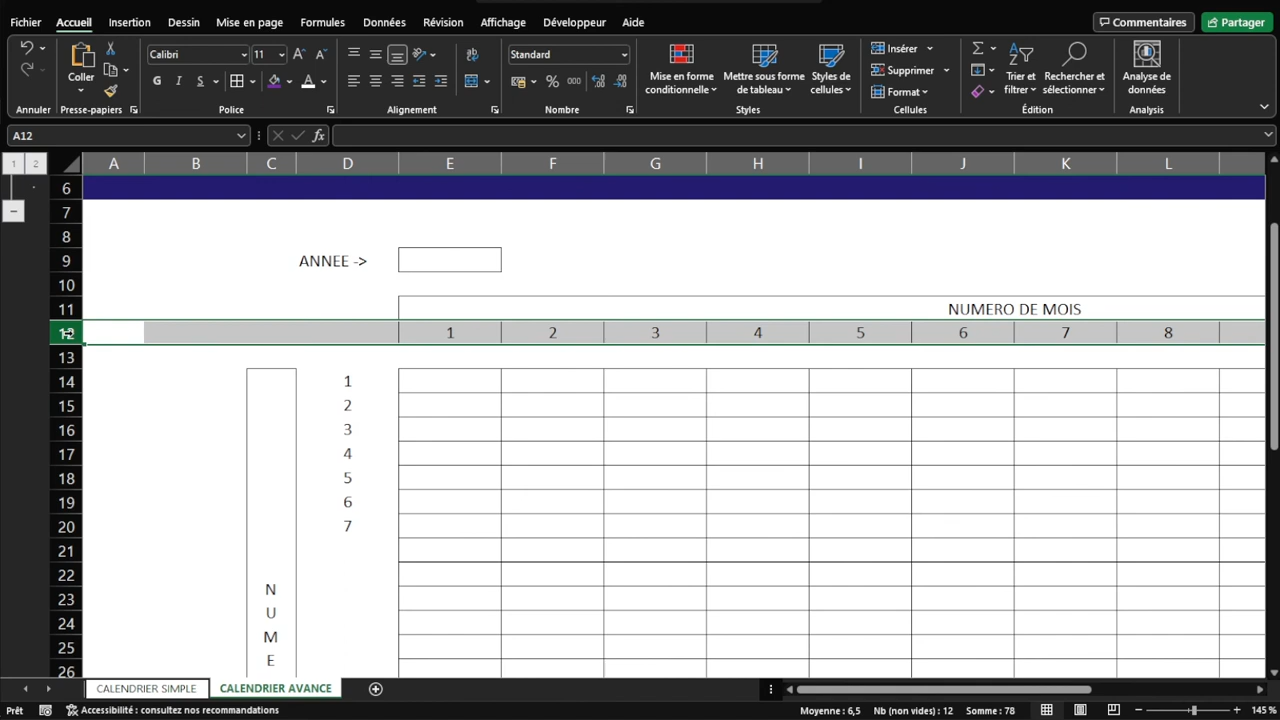 Fichier Accueil Insertion Dessin Mise en page Formules Données Révision Affichage Développeur Aide Commentaires Partager
Calibri 11 Standard Insérer
Coller Mise en forme Mettre sous forme Styles de Supprimer Trier et Rechercher et Analyse de
G I S 000 conditionnelle de tableau cellules Format filtrer sélectionner données
Annuler Presse-papiers Police Alignement Nombre Styles Cellules Édition Analysis
A12 fx
1 2 A B C D E F G H I J K L
6
7
8
9 ANNEE ->
10
11 NUMERO DE MOIS
12 1 2 3 4 5 6 7 8
13
14 1
15 2
16 3
17 4
18 5
19 6
20 7
21
22
23 N
24 U
25 M
26 E
CALENDRIER SIMPLE CALENDRIER AVANCE
Prêt Accessibilité : consultez nos recommandations Moyenne : 6,5 Nb (non vides) : 12 Somme : 78 145 %